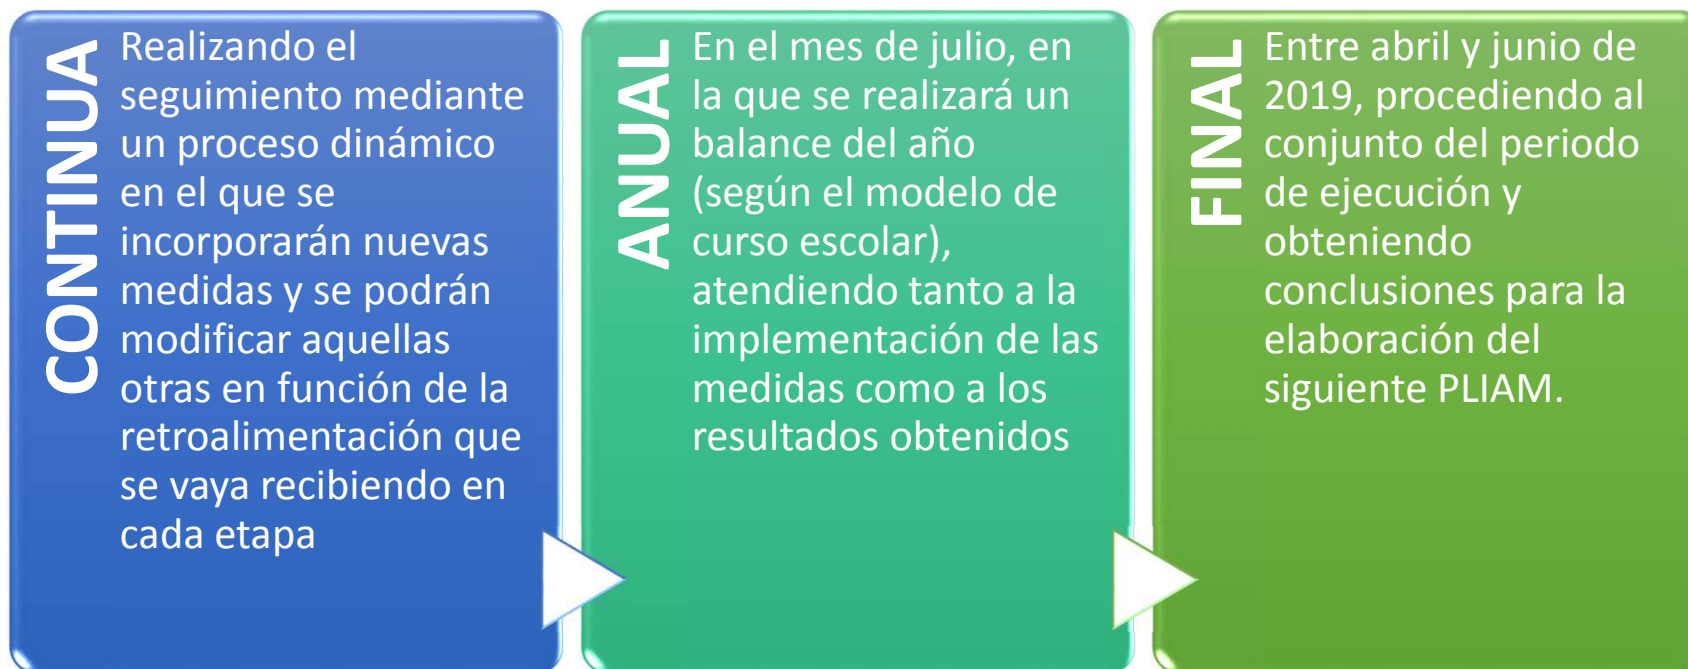 CONTINUA
Realizando el
seguimiento mediante
un proceso dinámico
en el que se
incorporarán nuevas
medidas y se podrán
modificar aquellas
otras en función de la
retroalimentación que
se vaya recibiendo en
cada etapa
ANUAL
En el mes de julio, en
la que se realizará un
balance del año
(según el modelo de
curso escolar),
atendiendo tanto a la
implementación de las
medidas como a los
resultados obtenidos
FINAL
Entre abril y junio de
2019, procediendo al
conjunto del periodo
de ejecución y
obteniendo
conclusiones para la
elaboración del
siguiente PLIAM.